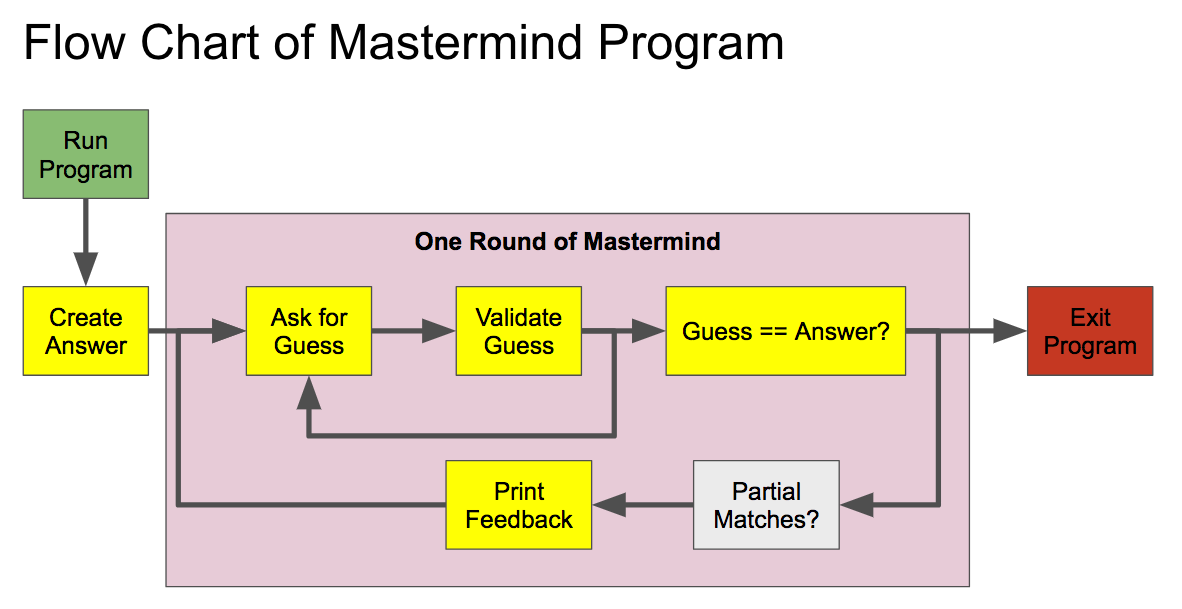 Flow Chart of Mastermind Program
Run
Program
One Round of Mastermind
Create
Answer
Ask for
Guess
Validate
Guess
Guess == Answer?
Exit
Program
Print
Feedback
Partial
Matches?